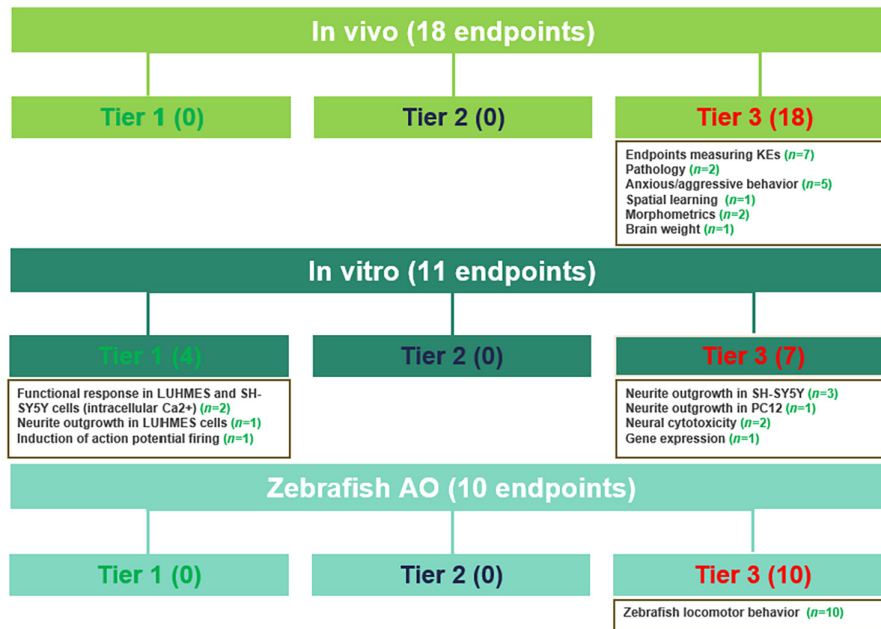 In vivo (18 endpoints)
Tier 1 (0)
Tier 2 (0)
Tier 3 (18)
Endpoints measuring KEs (n=7)
Pathology (n=2)
Anxious/aggressive behavior (n=5)
Spatial learning (n=1)
Morphometrics (n=2)
Brain weight (n=1)
In vitro (11 endpoints)
Tier 1 (4)
Tier 2 (0)
Tier 3 (7)
Functional response in LUHMES and SH-
SY5Y cells (intracellular Ca2+) (n=2)
Neurite outgrowth in LUHMES cells (n=1)
Induction of action potential firing (n=1)
Neurite outgrowth in SH-SY5Y (n=3)
Neurite outgrowth in PC12 (n=1)
Neural cytotoxicity (n=2)
Gene expression (n=1)
Zebrafish AO (10 endpoints)
Tier 1 (0)
Tier 2 (0)
Tier 3 (10)
Zebrafish locomotor behavior (n=10)